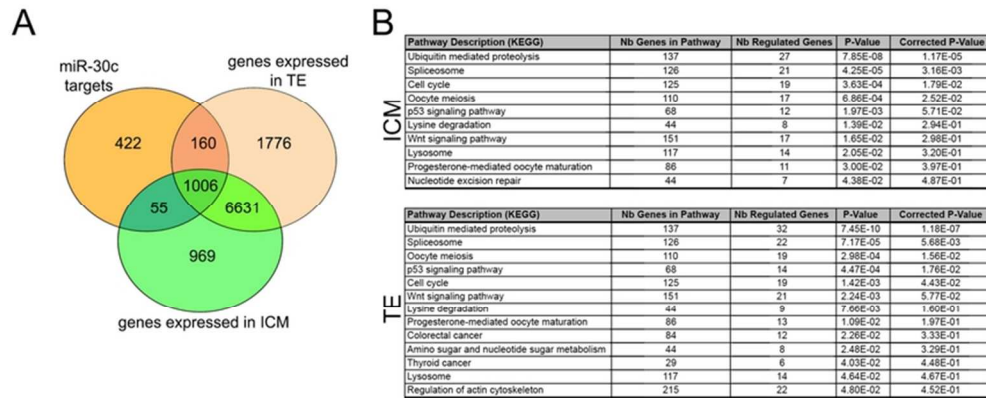 A
miR-30c
targets
genes expressed
in TE
422
160
1776
1006
55
6631
969
genes expressed in ICM
B
ICM
Pathway Description (KEGG) Nb Genes in Pathway Nb Regulated Genes P-Value Corrected P-Value
Ubiquitin mediated proteolysis 137 27 7.85E-08 1.17E-05
Spliceosome 126 21 4.25E-05 3.16E-03
Cell cycle 125 19 3.63E-04 1.79E-02
Oocyte meiosis 110 17 6.86E-04 2.52E-02
p53 signaling pathway 68 12 1.97E-03 5.71E-02
Lysine degradation 44 8 1.39E-02 2.94E-01
Wnt signaling pathway 151 17 1.65E-02 2.98E-01
Lysosome 117 14 2.05E-02 3.20E-01
Progesterone-mediated oocyte maturation 86 11 3.00E-02 3.97E-01
Nucleotide excision repair 44 7 4.38E-02 4.87E-01
TE
Pathway Description (KEGG) Nb Genes in Pathway Nb Regulated Genes P-Value Corrected P-Value
Ubiquitin mediated proteolysis 137 32 7.45E-10 1.18E-07
Spliceosome 126 22 7.17E-05 5.68E-03
Oocyte meiosis 110 19 2.98E-04 1.56E-02
p53 signaling pathway 68 14 4.47E-04 1.76E-02
Cell cycle 125 19 1.42E-03 4.43E-02
Wnt signaling pathway 151 21 2.24E-03 5.77E-02
Lysine degradation 44 9 7.66E-03 1.60E-01
Progesterone-mediated oocyte maturation 86 13 1.09E-02 1.97E-01
Colorectal cancer 84 12 2.26E-02 3.33E-01
Amino sugar and nucleotide sugar metabolism 44 8 2.48E-02 3.29E-01
Thyroid cancer 29 6 4.03E-02 4.48E-01
Lysosome 117 14 4.64E-02 4.67E-01
Regulation of actin cytoskeleton 215 22 4.80E-02 4.52E-01